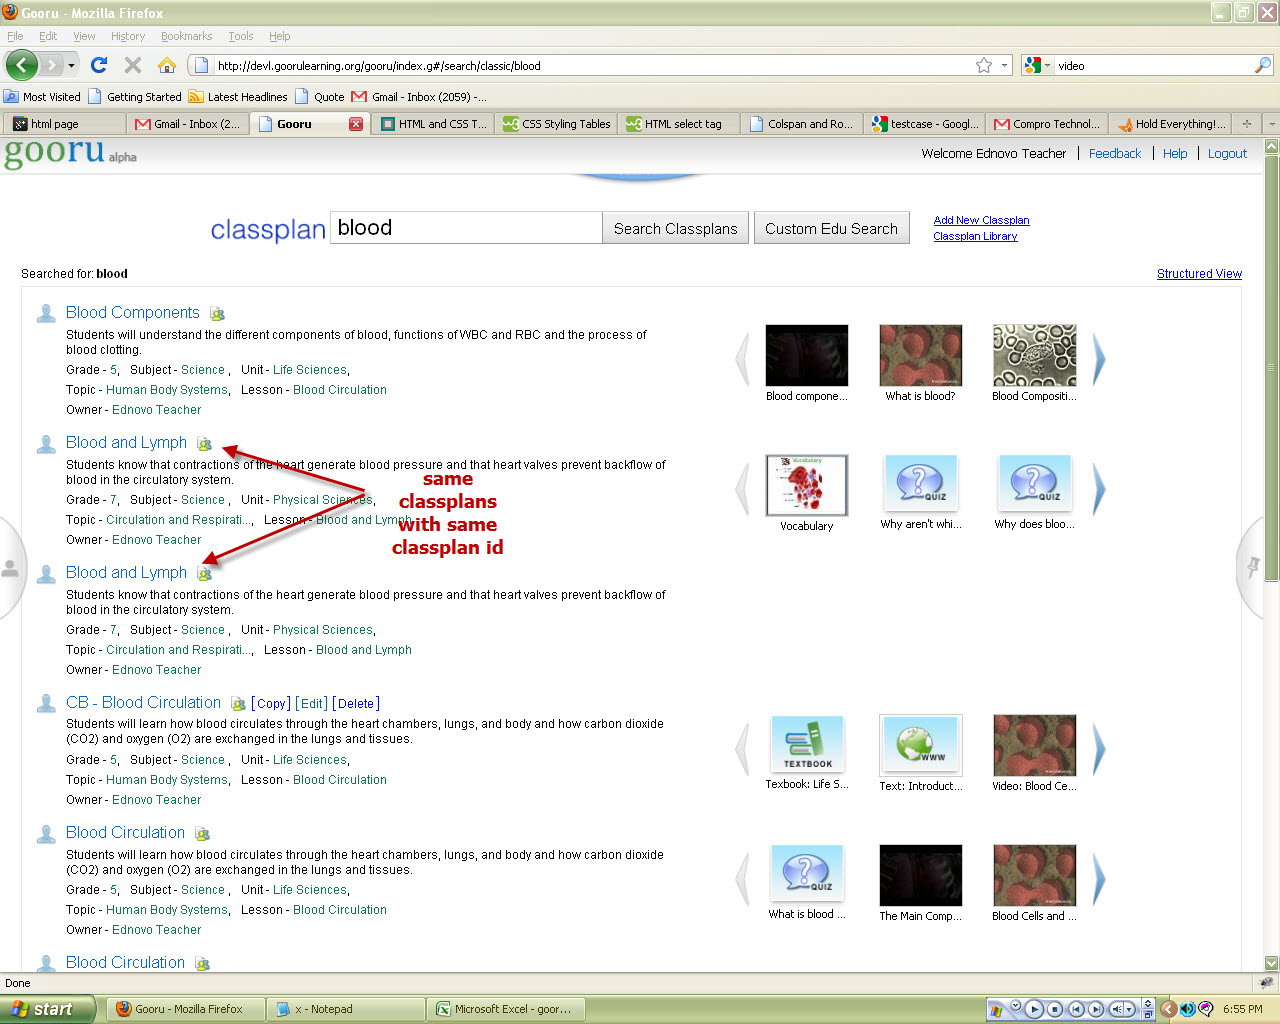 Gooru - Mozilla Firefox
File Edit View History Bookmarks Tools Help
http://devl.goorulearning.org/gooru/index.g#/search/classic/blood
video
Most Visited Getting Started Latest Headlines Quote Gmail - Inbox (2059) -...
html page Gmail - Inbox (2... Gooru HTML and CSS T... CSS Styling Tables HTML select tag Colspan and Ro... testcase - Googl... Compro Technol... Hold Everything!...
gooru alpha
Welcome Ednovo Teacher | Feedback | Help | Logout
classplan blood Search Classplans Custom Edu Search
Add New Classplan
Classplan Library
Searched for: blood
Structured View
Blood Components
Students will understand the different components of blood, functions of WBC and RBC and the process of
blood clotting.
Grade - 5, Subject - Science , Unit - Life Sciences,
Topic - Human Body Systems, Lesson - Blood Circulation
Owner - Ednovo Teacher
Blood compone... What is blood? Blood Compositi...
Blood and Lymph
Students know that contractions of the heart generate blood pressure and that heart valves prevent backflow of
blood in the circulatory system.
Grade - 7, Subject - Science , Unit - Physical Sciences,
Topic - Circulation and Respirati..., Lesson - Blood and Lymph
Owner - Ednovo Teacher
same
classplans
with same
classplan id
Vocabulary
QUIZ
QUIZ
Vocabulary Why aren't whi... Why does bloo...
Blood and Lymph
Students know that contractions of the heart generate blood pressure and that heart valves prevent backflow of
blood in the circulatory system.
Grade - 7, Subject - Science , Unit - Physical Sciences,
Topic - Circulation and Respirati..., Lesson - Blood and Lymph
Owner - Ednovo Teacher
CB - Blood Circulation [Copy] [Edit] [Delete]
Students will learn how blood circulates through the heart chambers, lungs, and body and how carbon dioxide
(CO2) and oxygen (O2) are exchanged in the lungs and tissues.
Grade - 5, Subject - Science , Unit - Life Sciences,
Topic - Human Body Systems, Lesson - Blood Circulation
Owner - Ednovo Teacher
TEXTBOOK
WWW
Texbook: Life S... Text: Introduct... Video: Blood Ce...
Blood Circulation
Students will learn how blood circulates through the heart chambers, lungs, and body and how carbon dioxide
(CO2) and oxygen (O2) are exchanged in the lungs and tissues.
Grade - 5, Subject - Science , Unit - Life Sciences,
Topic - Human Body Systems, Lesson - Blood Circulation
Owner - Ednovo Teacher
QUIZ
What is blood ... The Main Comp... Blood Cells and ...
Blood Circulation
Done
start Gooru - Mozilla Firefox x - Notepad Microsoft Excel - goor... 6:55 PM